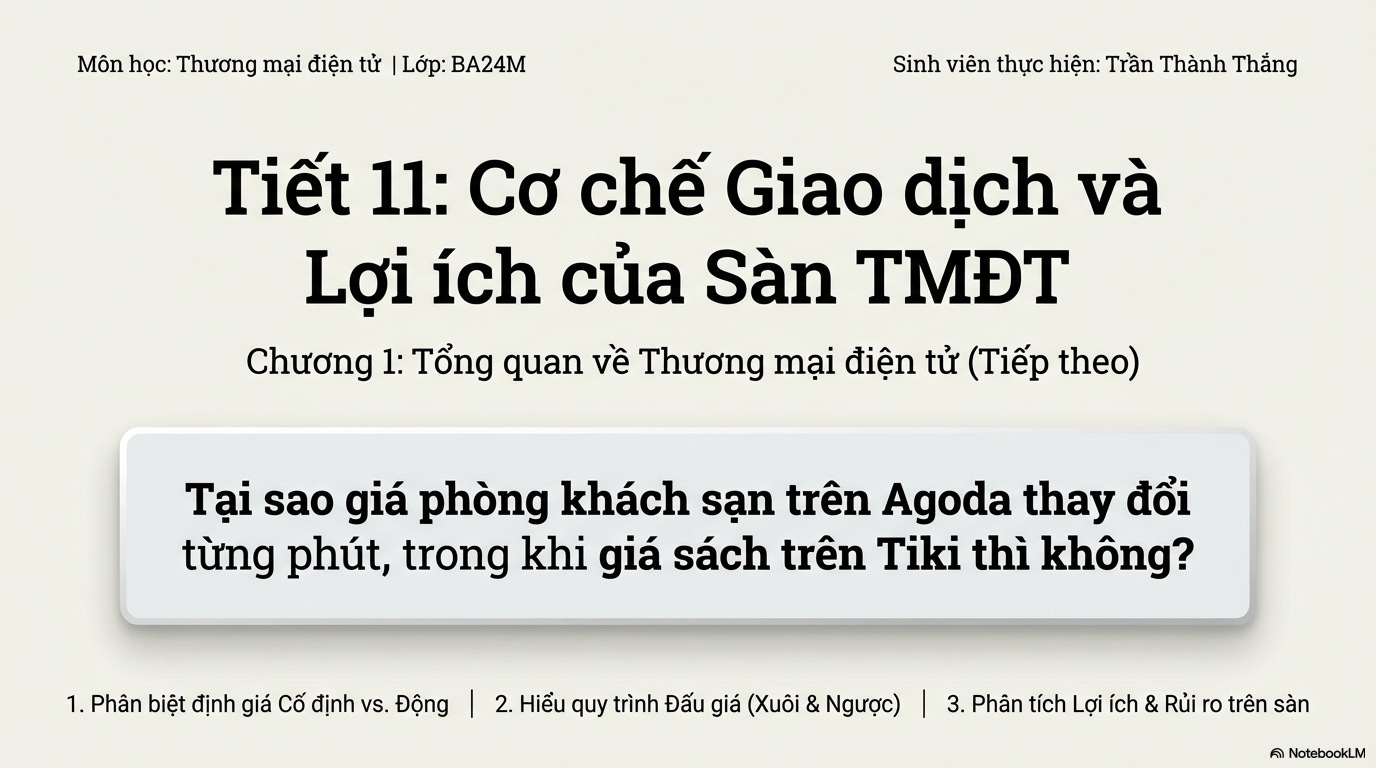 Môn học: Thương mại điện tử | Lớp: BA24M
Sinh viên thực hiện: Trần Thành Thắng
Tiết 11: Cơ chế Giao dịch và
Lợi ích của Sàn TMĐT
Chương 1: Tổng quan về Thương mại điện tử (Tiếp theo)
Tại sao giá phòng khách sạn trên Agoda thay đổi
từng phút, trong khi giá sách trên Tiki thì không?
1. Phân biệt định giá Cố định vs. Động | 2. Hiểu quy trình Đấu giá (Xuôi & Ngược) | 3. Phân tích Lợi ích & Rủi ro trên sàn
NotebookLM